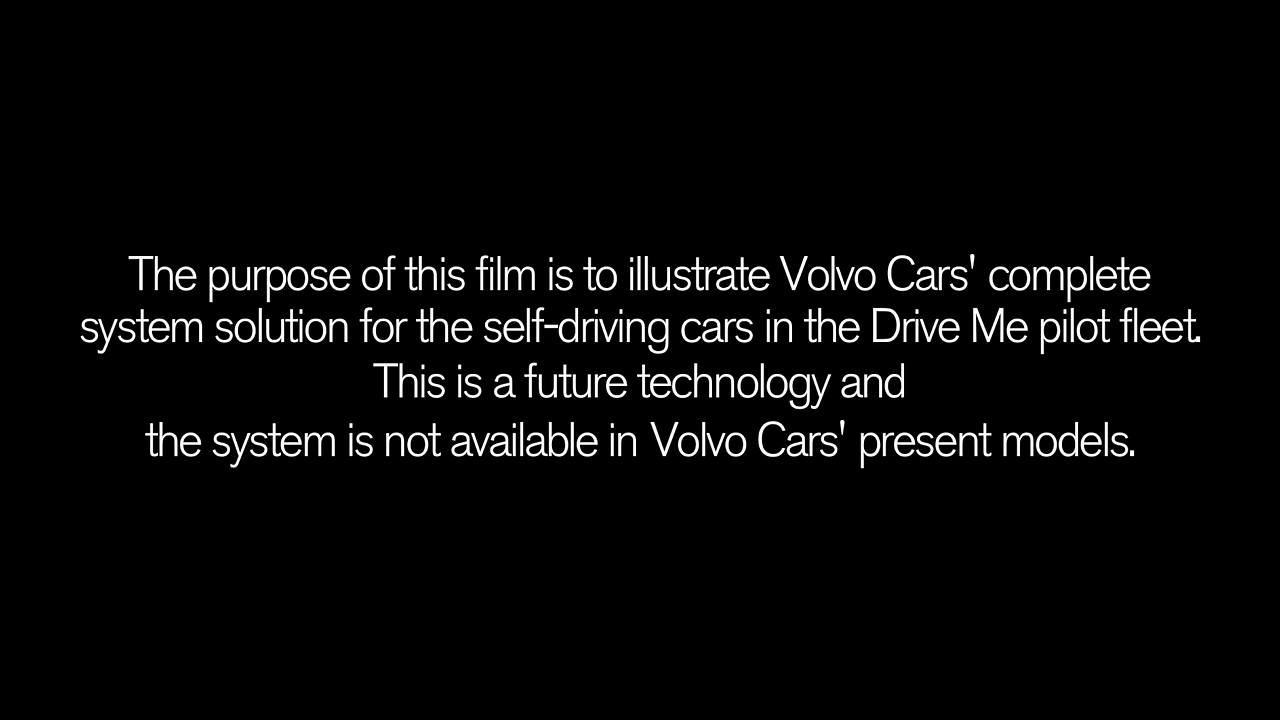 The purpose of this film is to illustrate Volvo Cars' complete
system solution for the self-driving cars in the Drive Me pilot fleet.
This is a future technology and
the system is not available in Volvo Cars' present models.